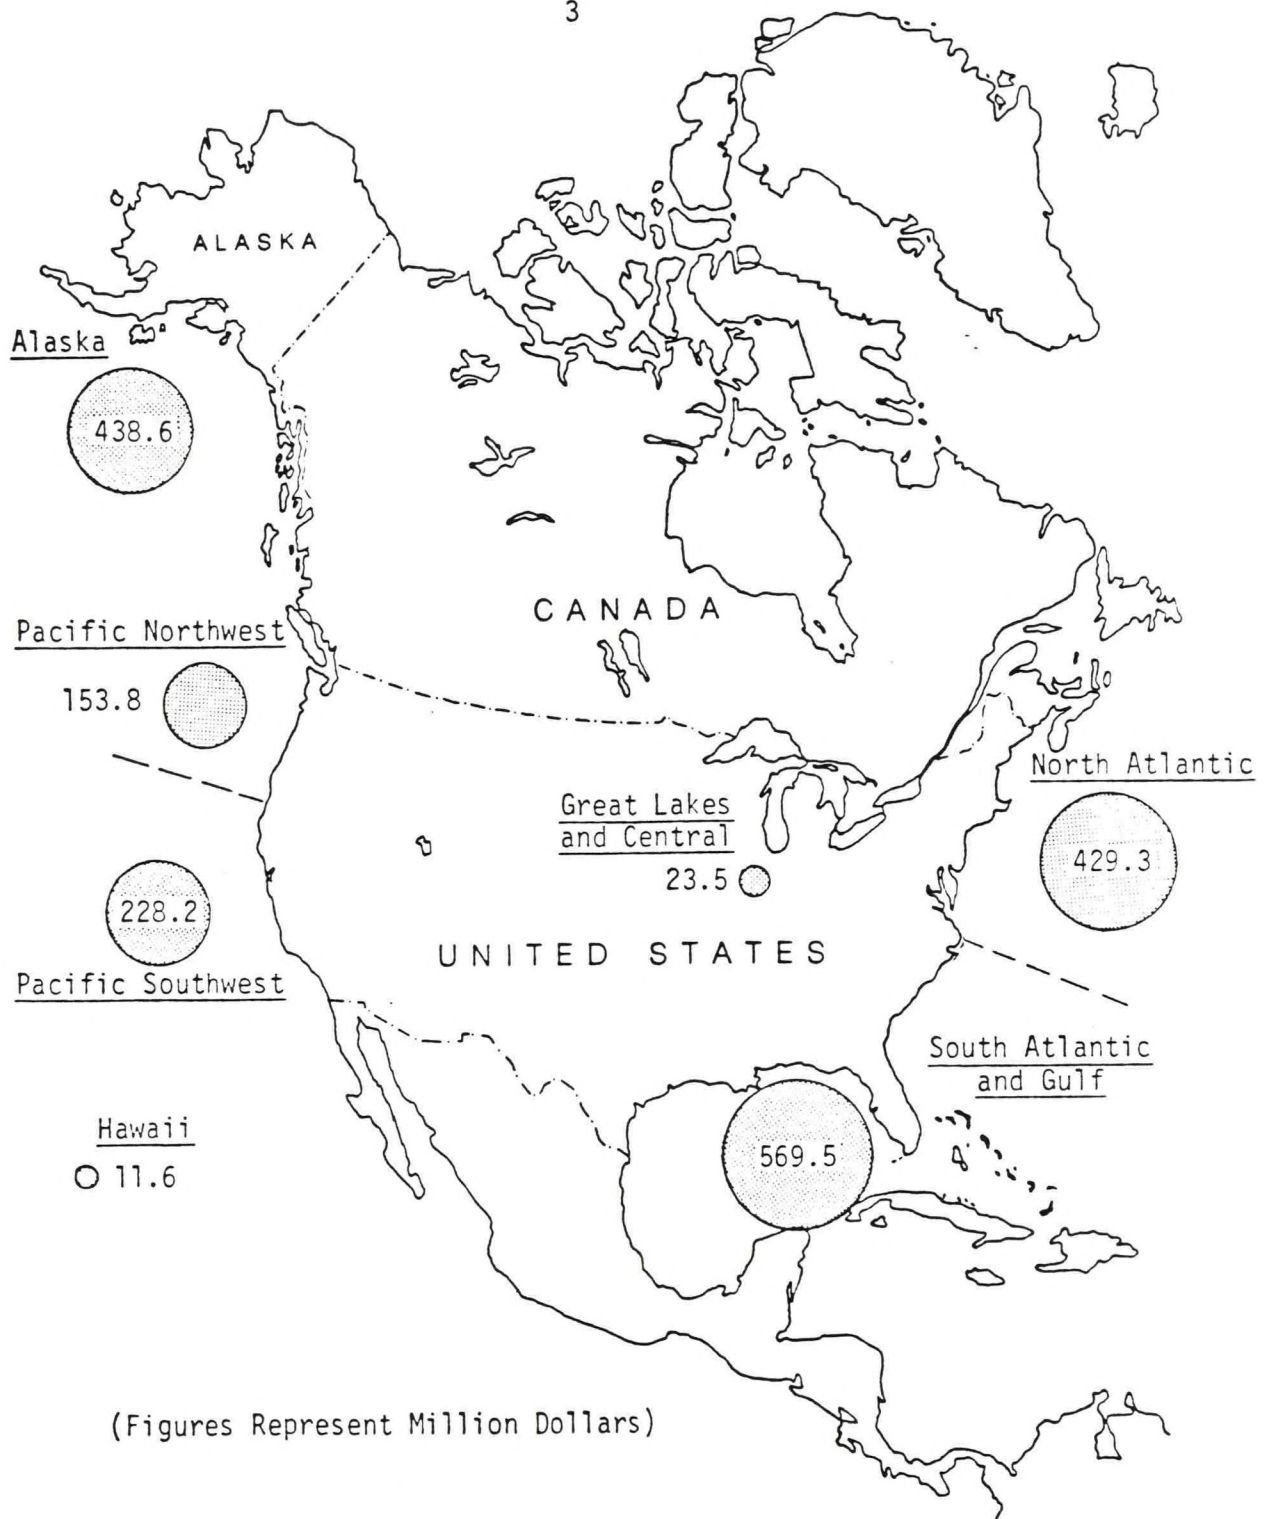 3
ALASKA
Alaska
438.6
CANADA
Pacific Northwest
153.8
North Atlantic
429.3
Great Lakes
and Central
23.5
228.2
Pacific Southwest
UNITED STATES
South Atlantic
and Gulf
569.5
Hawaii
11.6
(Figures Represent Million Dollars)